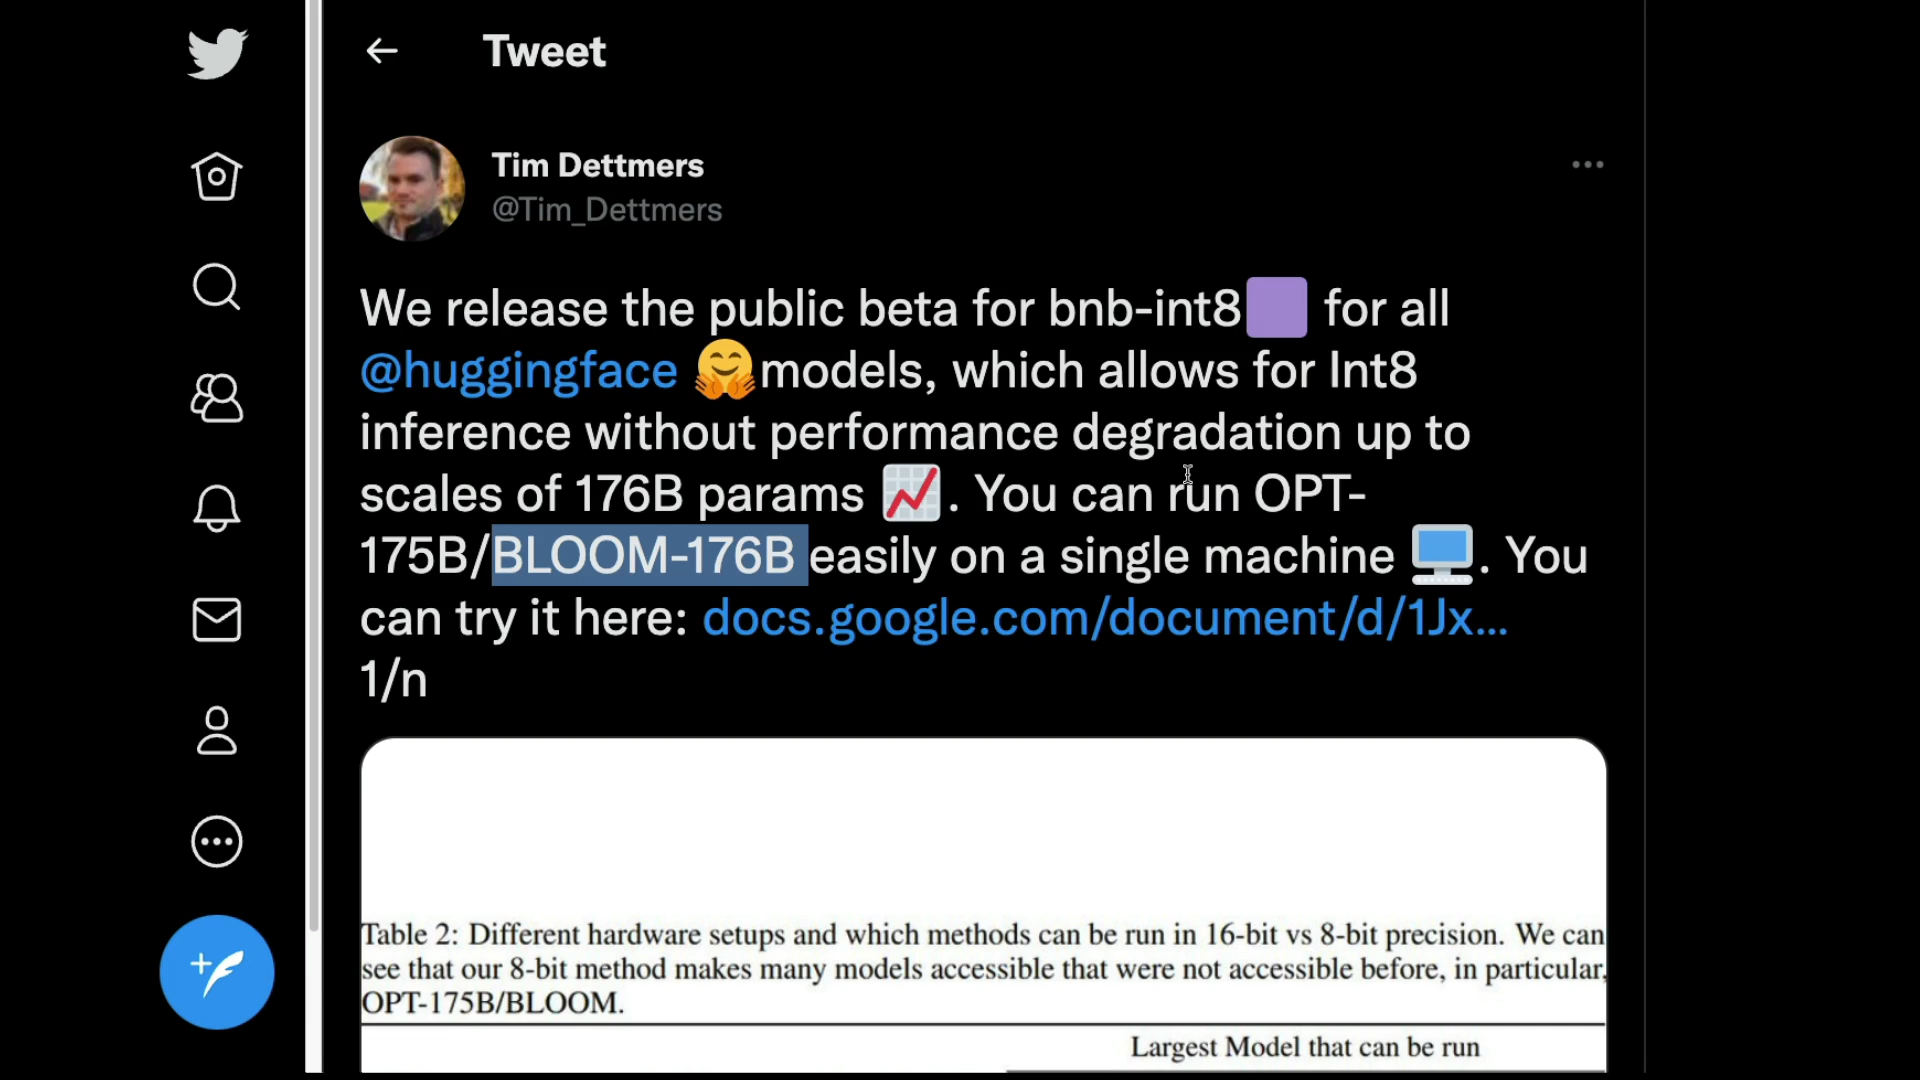 Tweet
Tim Dettmers
@Tim_Dettmers
We release the public beta for bnb-int8🟪 for all
@huggingface 🤗models, which allows for Int8
inference without performance degradation up to
scales of 176B params 📈. You can run OPT-
175B/BLOOM-176B easily on a single machine 🖥️. You
can try it here: docs.google.com/document/d/1Jx…
1/n
Table 2: Different hardware setups and which methods can be run in 16-bit vs 8-bit precision. We can
see that our 8-bit method makes many models accessible that were not accessible before, in particular,
OPT-175B/BLOOM.
Largest Model that can be run